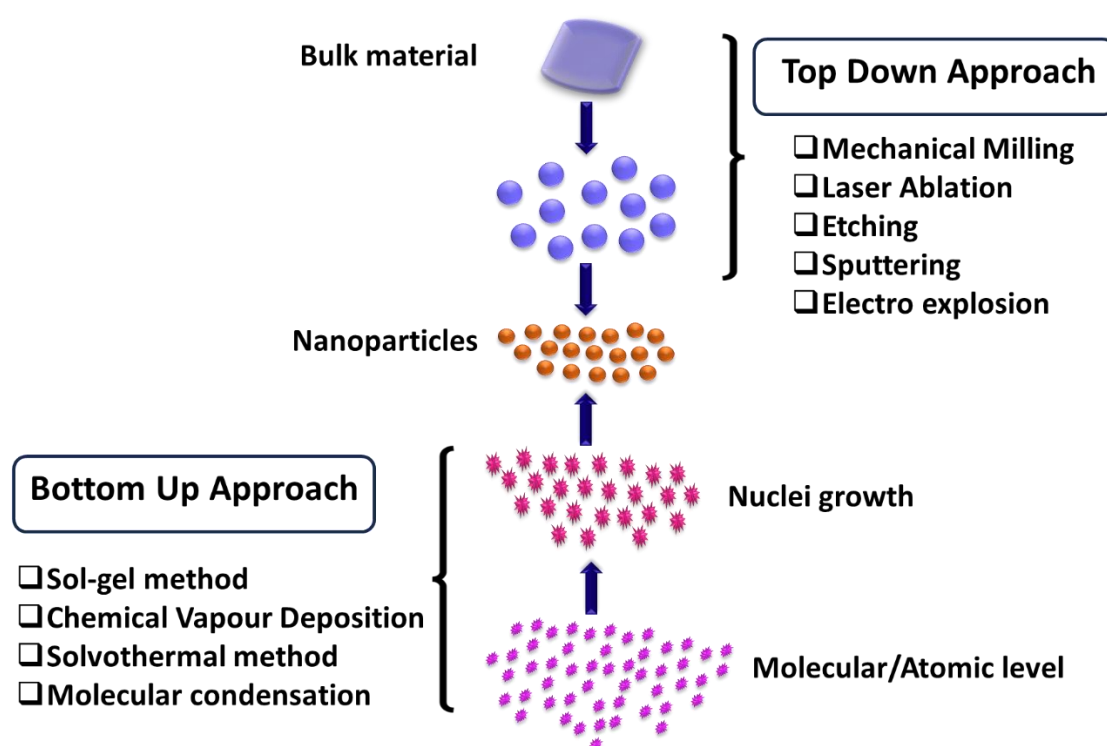 Bulk material
Top Down Approach
❑Mechanical Milling
❑Laser Ablation
❑Etching
❑Sputtering
❑Electro explosion
Nanoparticles
Bottom Up Approach
❑Sol-gel method
❑Chemical Vapour Deposition
❑Solvothermal method
❑Molecular condensation
Nuclei growth
Molecular/Atomic level